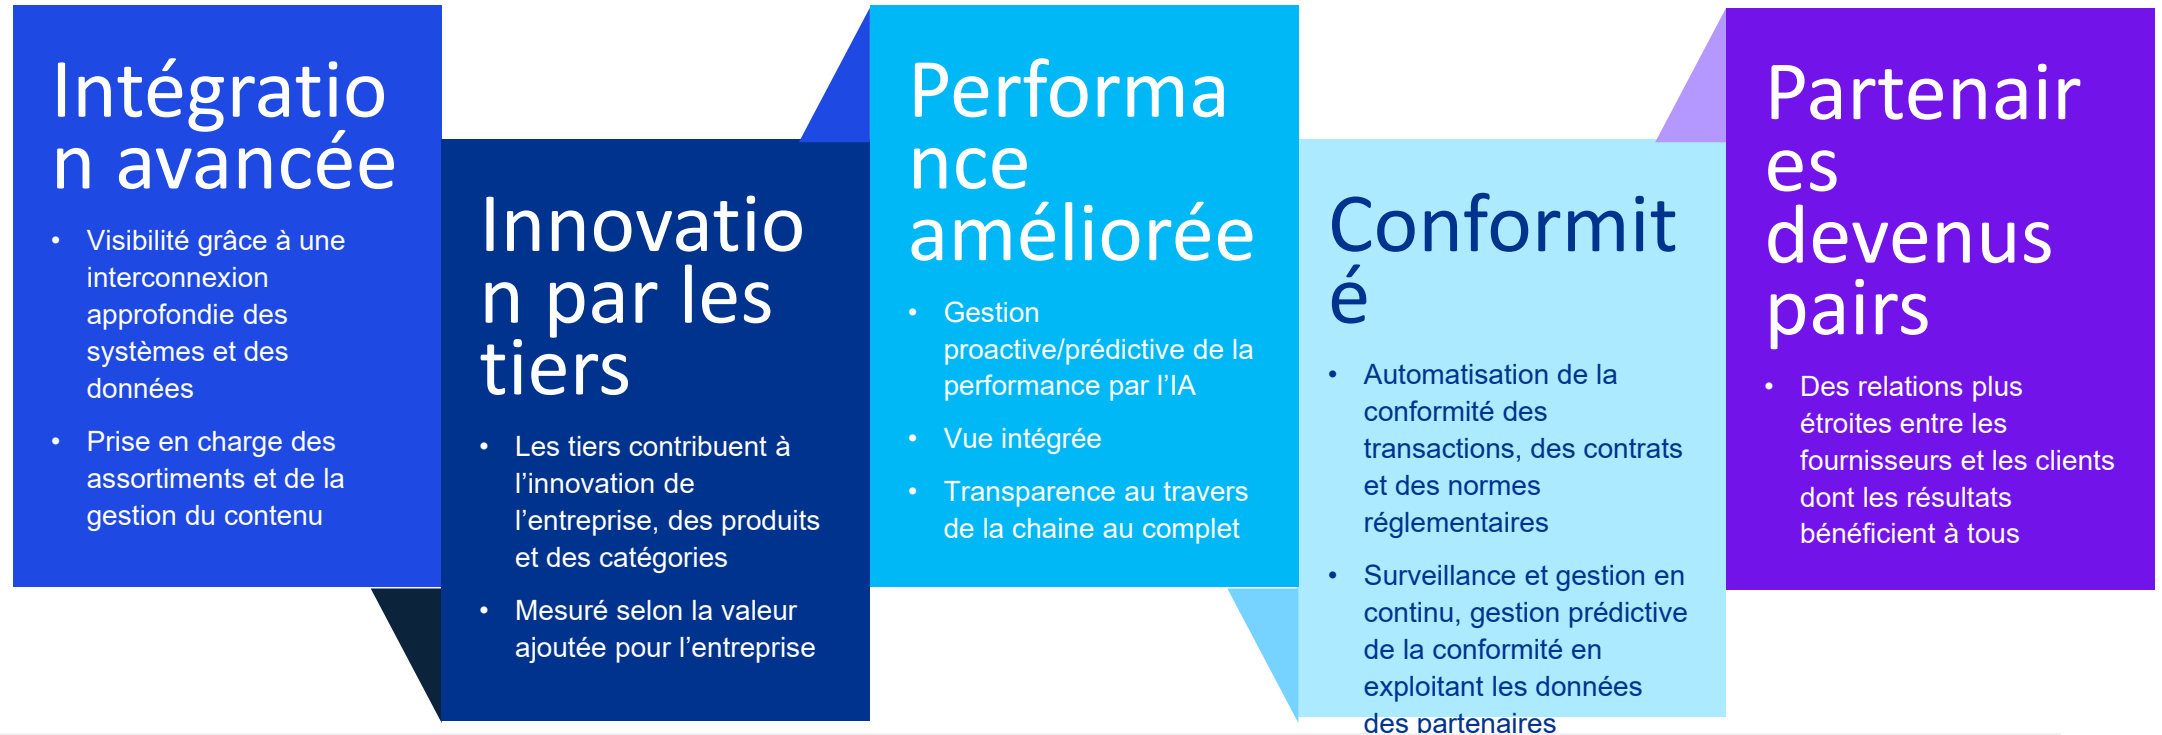 Intégratio
n avancée
• Visibilité grâce à une
interconnexion
approfondie des
systèmes et des
données
• Prise en charge des
assortiments et de la
gestion du contenu
Innovatio
n par les
tiers
• Les tiers contribuent à
l’innovation de
l’entreprise, des produits
et des catégories
• Mesuré selon la valeur
ajoutée pour l’entreprise
Performa
nce
améliorée
• Gestion
proactive/prédictive de la
performance par l’IA
• Vue intégrée
• Transparence au travers
de la chaine au complet
Conformit
é
• Automatisation de la
conformité des
transactions, des contrats
et des normes
réglementaires
• Surveillance et gestion en
continu, gestion prédictive
de la conformité en
exploitant les données
des partenaires
Partenair
es
devenus
pairs
• Des relations plus
étroites entre les
fournisseurs et les clients
dont les résultats
bénéficient à tous